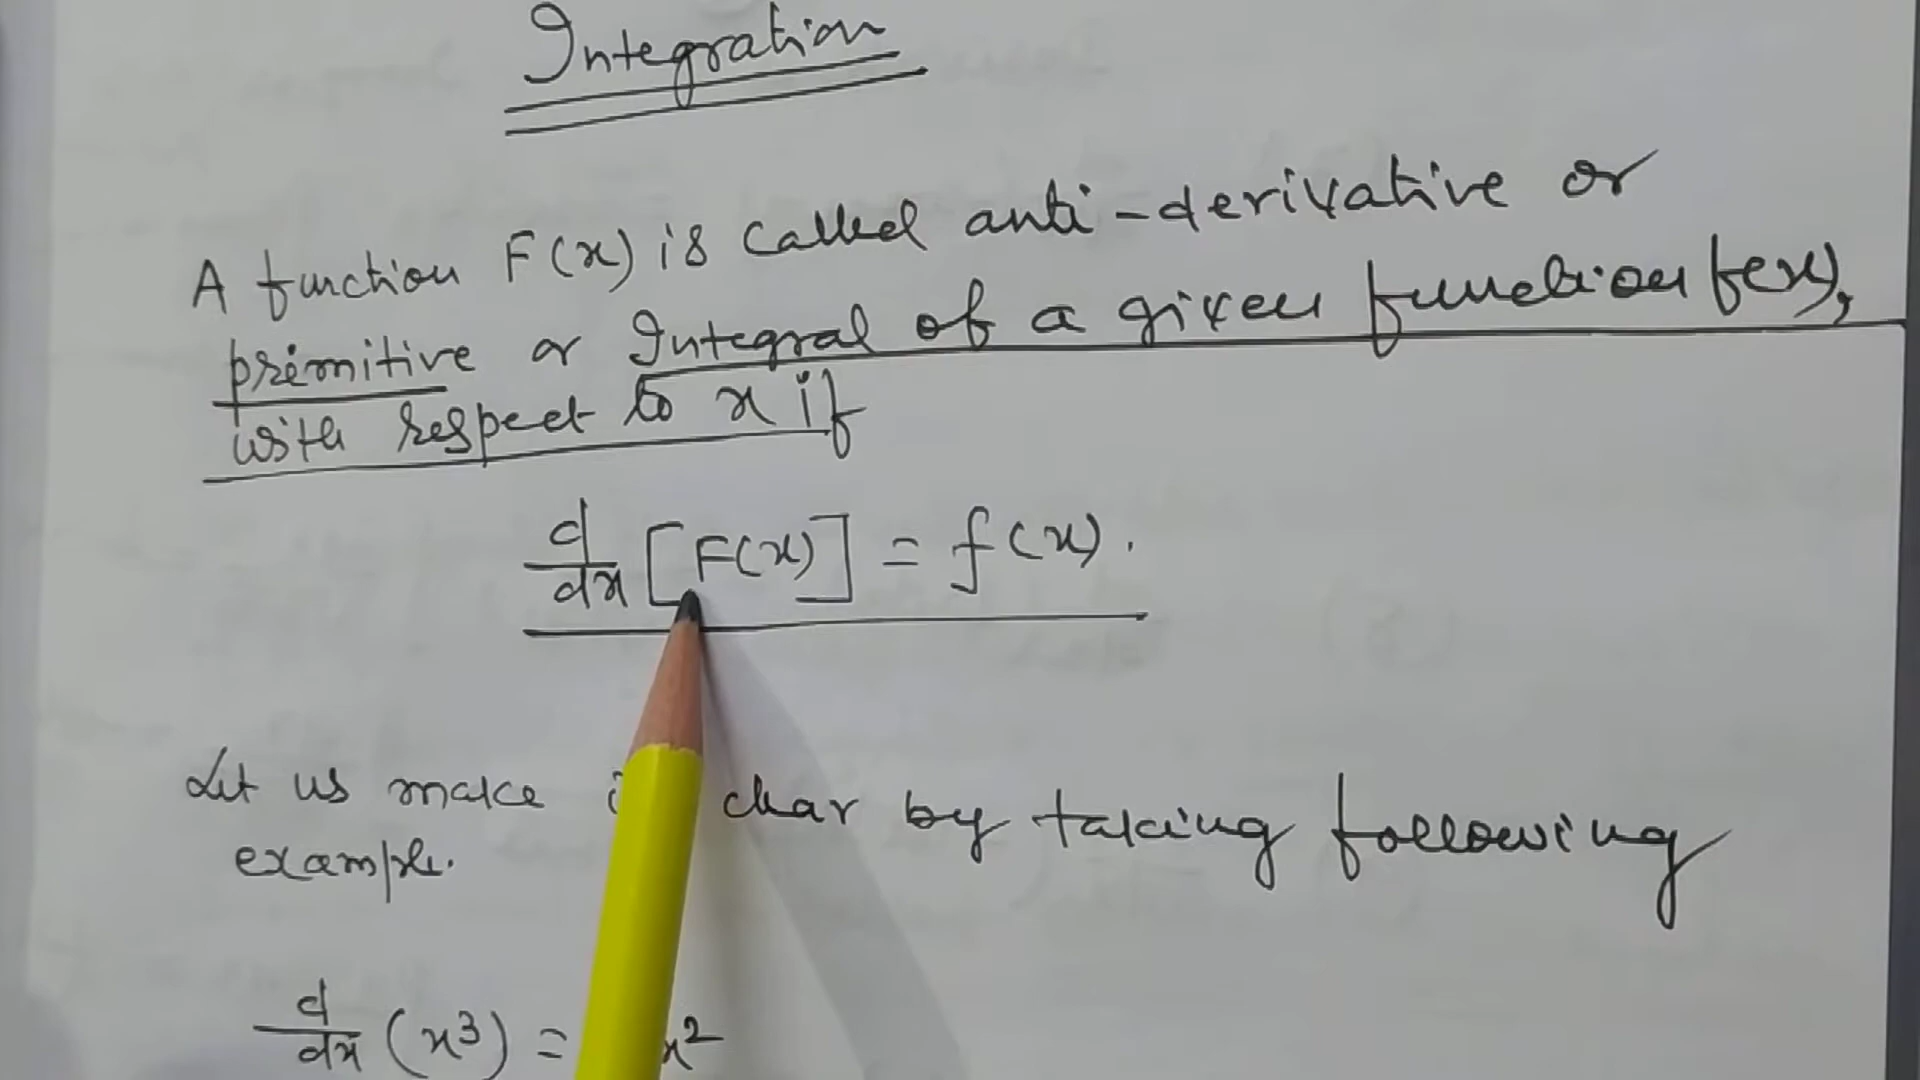 Integration
A function F(x) is called anti-derivative or
primitive or Integral of a given function f(x),
with respect to x if
d/dx [F(x)] = f(x).
Let us make clear by taking following
example.
d/dx (x³) = x²